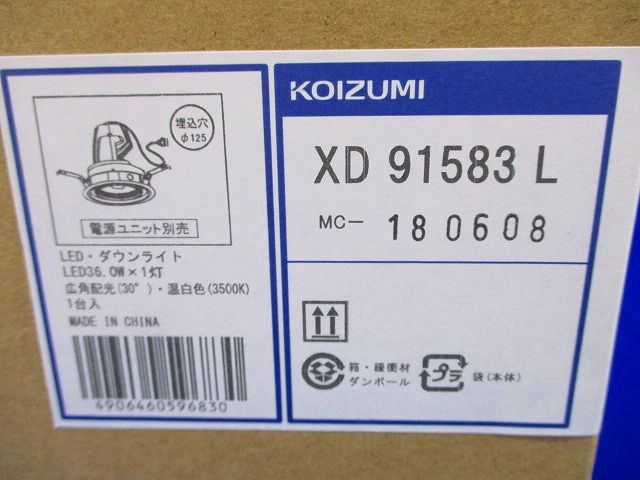 埋込穴
φ125
電源ユニット別売
LED・ダウンライト
LED36.0W×1灯
広角配光(30°)・温白色(3500K)
1台入
MADE IN CHINA
4906460596830
KOIZUMI
XD 91583 L
MC- 180608
箱・緩衝材
ダンボール
プラ
袋(本体)